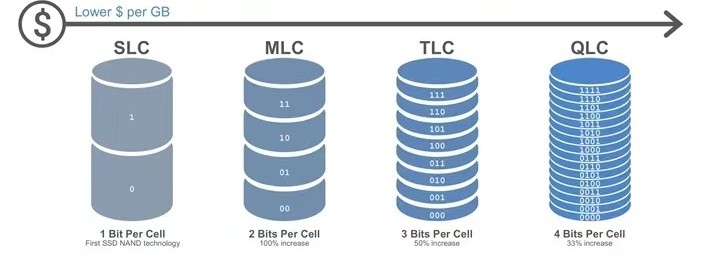 $
Lower $ per GB
SLC
1
0
1 Bit Per Cell
First SSD NAND technology
MLC
11
10
01
00
2 Bits Per Cell
100% increase
TLC
111
110
101
100
011
010
001
000
3 Bits Per Cell
50% increase
QLC
1111
1110
1101
1100
1011
1010
1001
1000
0111
0110
0101
0100
0011
0010
0001
0000
4 Bits Per Cell
33% increase